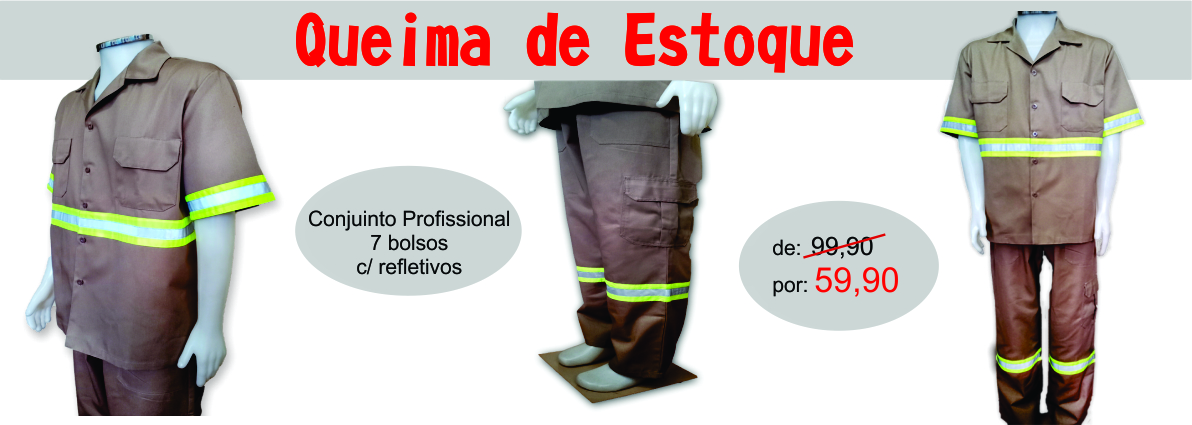 Queima de Estoque
Conjuinto Profissional
7 bolsos
c/ refletivos
de: 99,90
por: 59,90